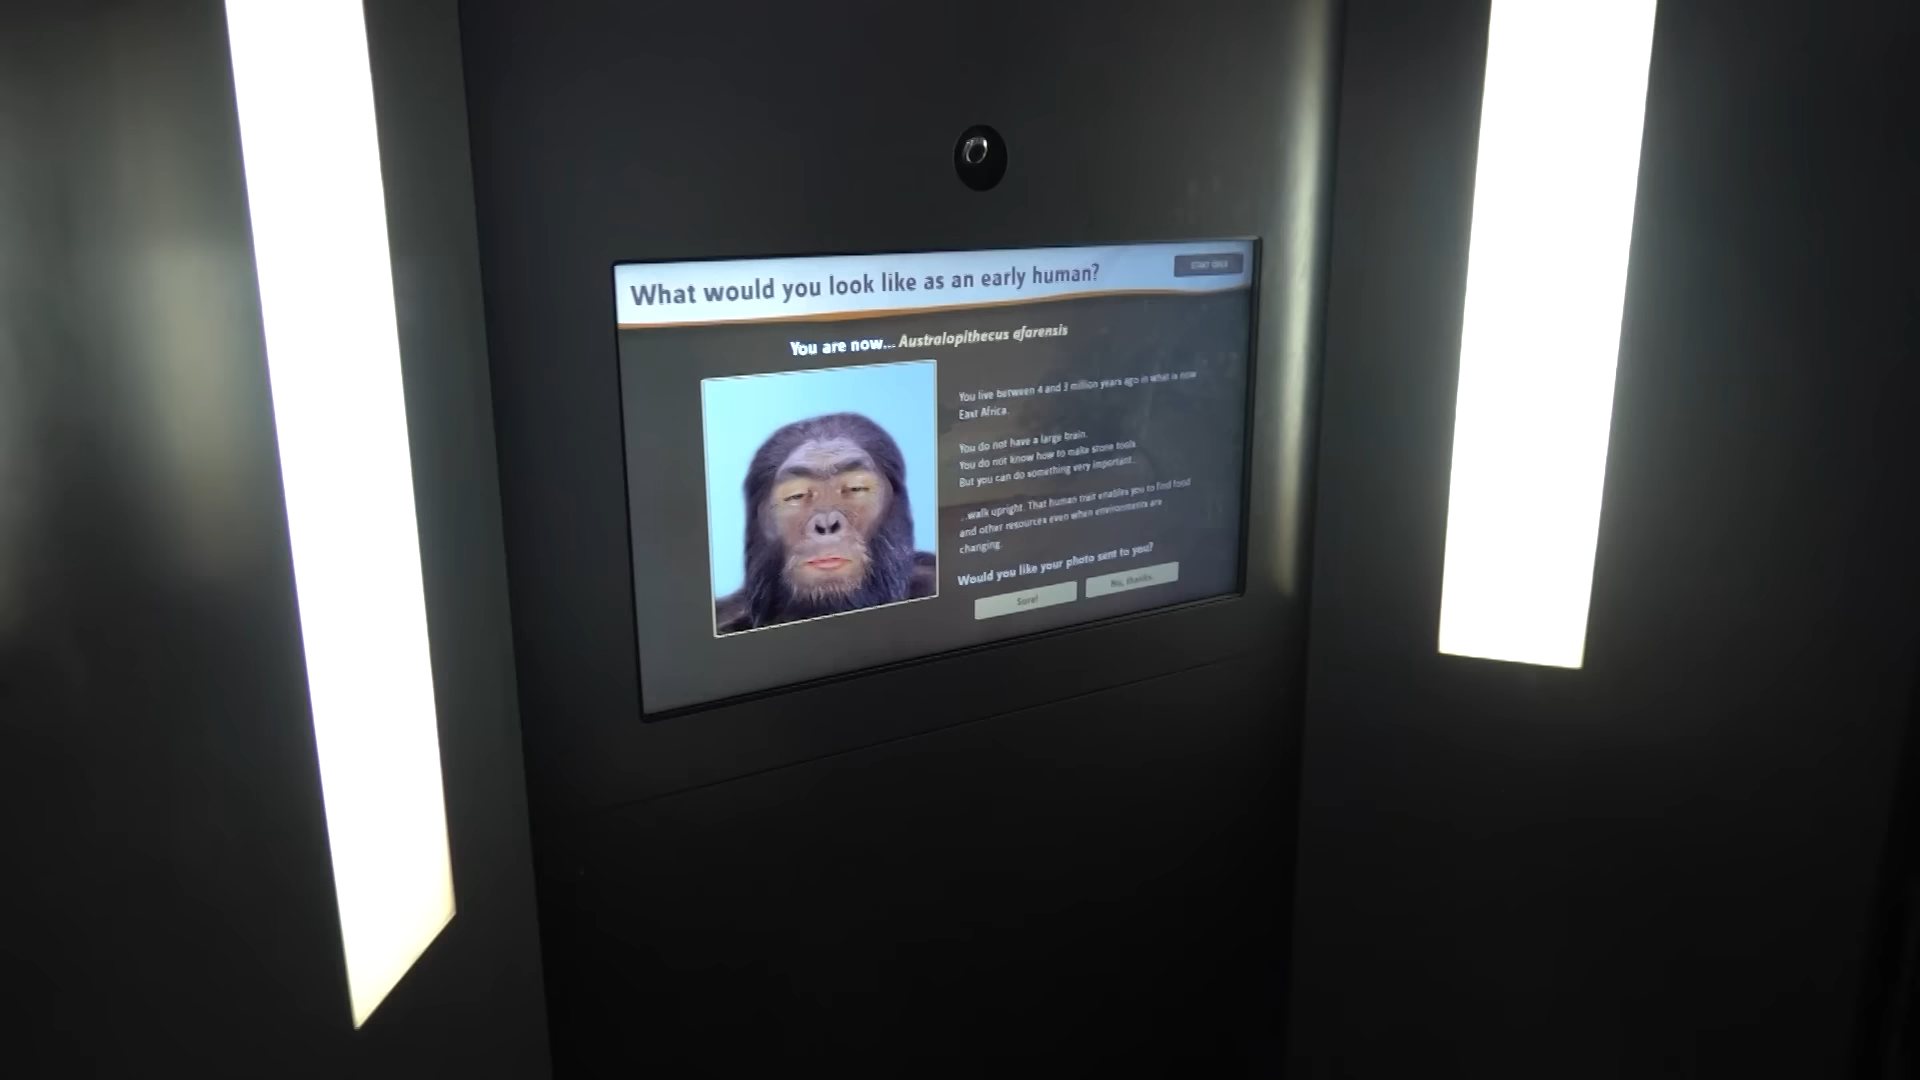 What would you look like as an early human?
START OVER
You are now... Australopithecus afarensis
You live between 4 and 3 million years ago in what is now
East Africa.
You do not have a large brain.
You do not know how to make stone tools.
But you can do something very important...
...walk upright. That human trait enables you to find food
and other resources even when environments are
changing.
Would you like your photo sent to you?
Sure!
No, thanks.